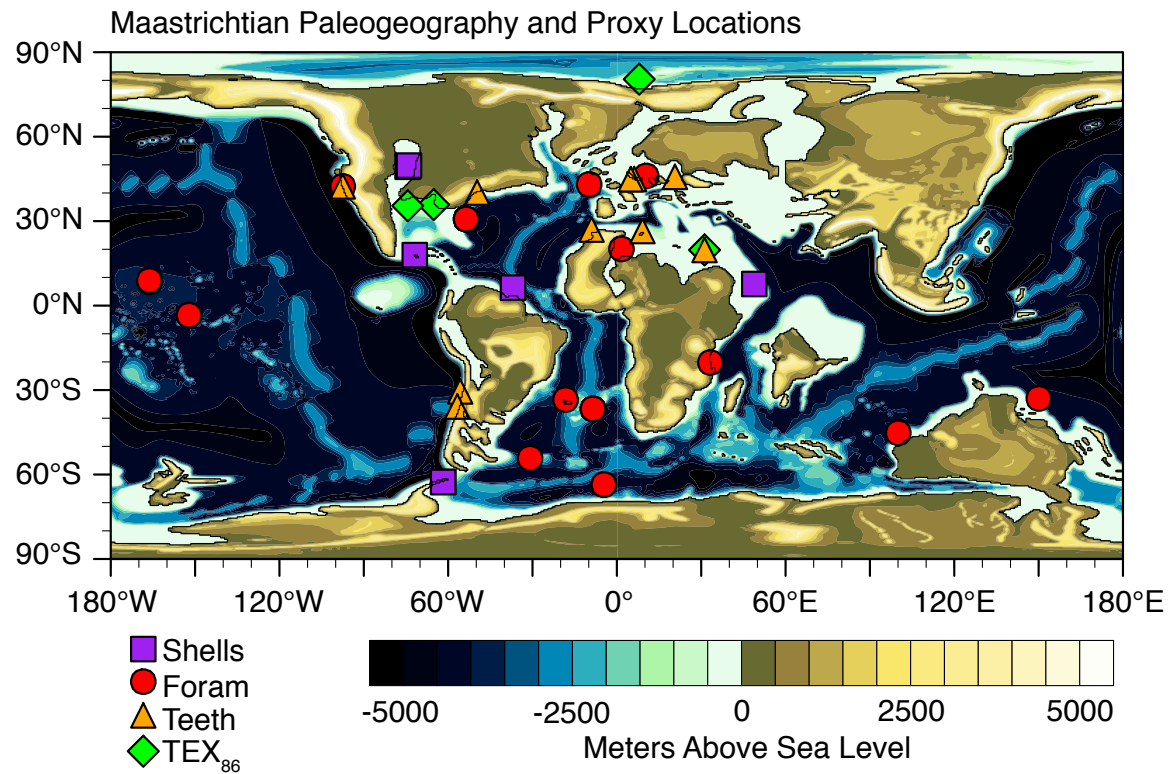 Maastrichtian Paleogeography and Proxy Locations
90°N
60°N
30°N
0°N
30°S
60°S
90°S
180°W 120°W 60°W 0° 60°E 120°E 180°E
Shells
Foram
Teeth
TEX86
-5000 -2500 0 2500 5000
Meters Above Sea Level